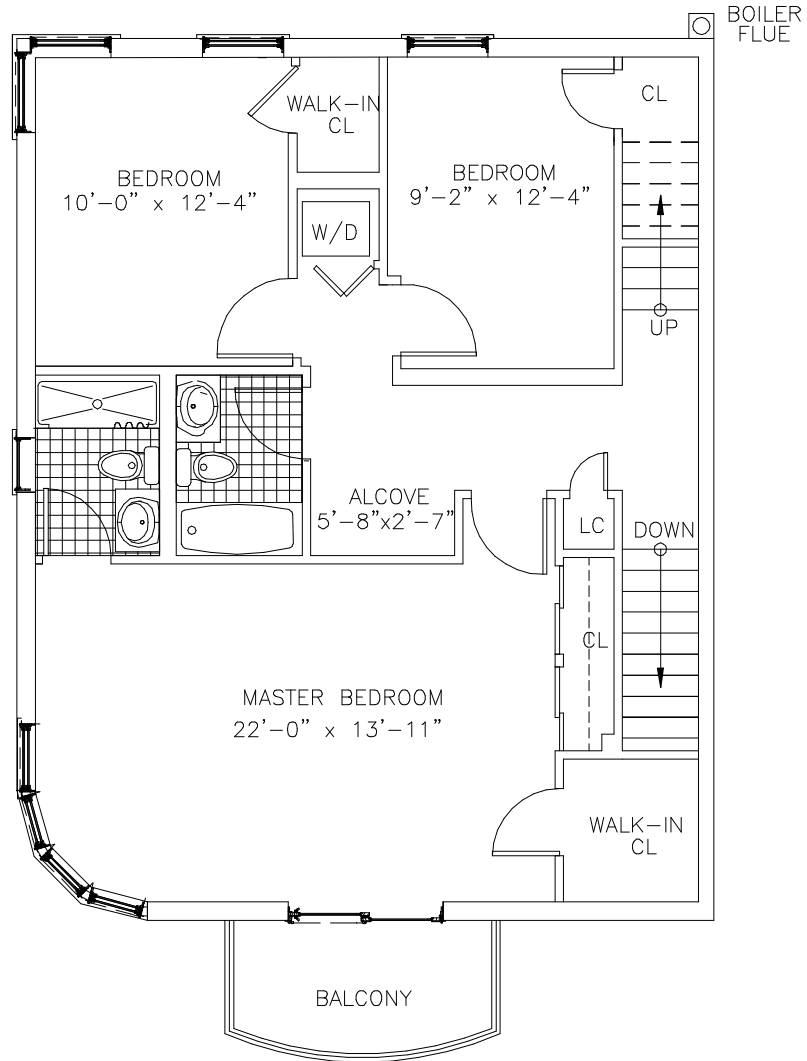 BOILER
FLUE
CL
WALK-IN
CL
BEDROOM
10'-0" x 12'-4"
BEDROOM
9'-2" x 12'-4"
W/D
UP
ALCOVE
5'-8"x2'-7"
LC
DOWN
CL
MASTER BEDROOM
22'-0" x 13'-11"
WALK-IN
CL
BALCONY